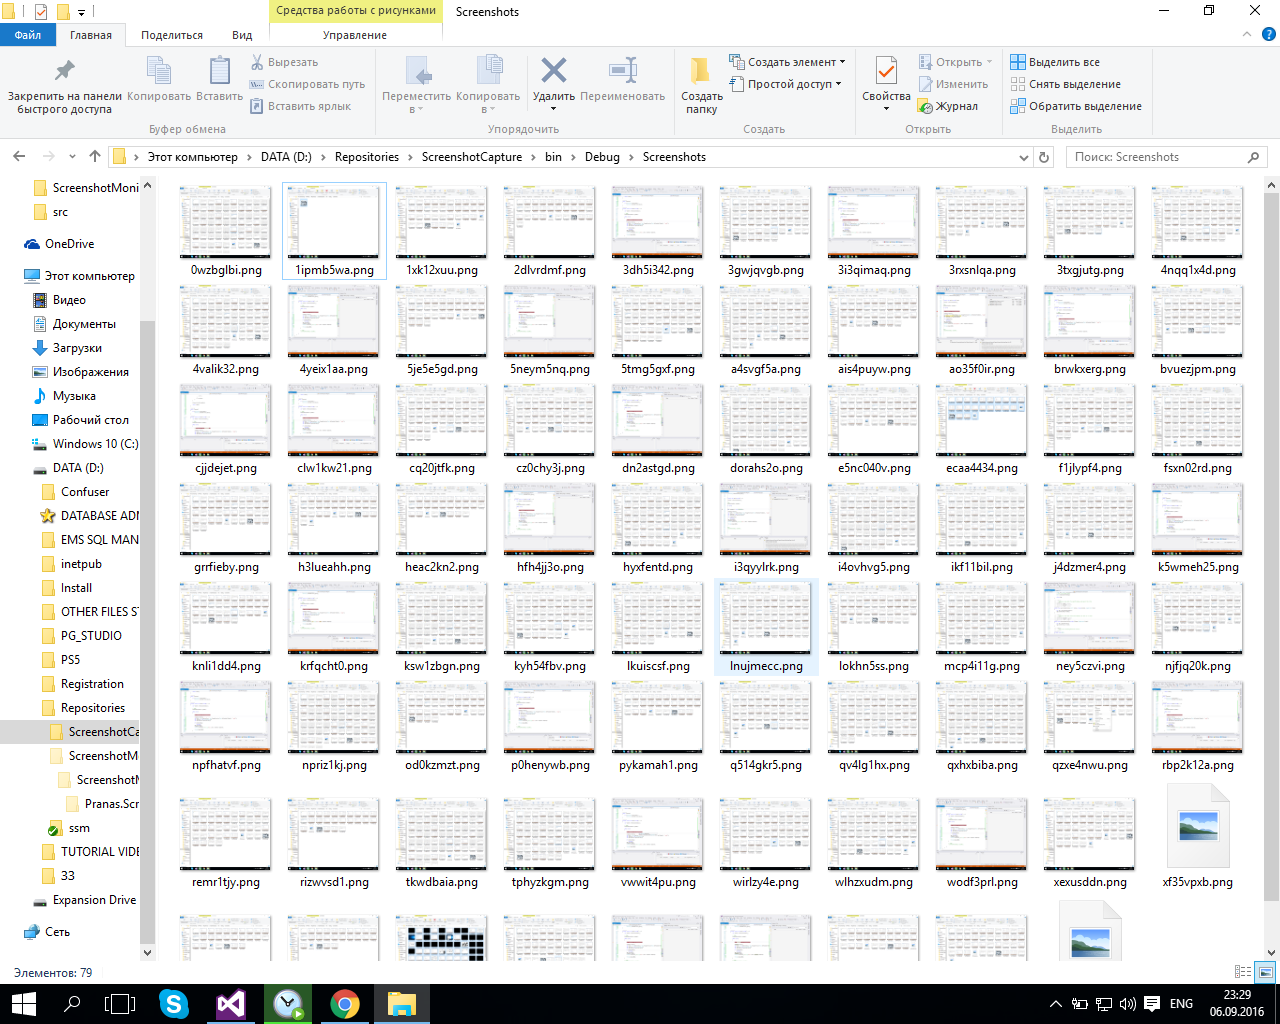 Средства работы с рисунками
Screenshots
Файл
Главная
Поделиться
Вид
Управление
Закрепить на панели быстрого доступа
Копировать
Вставить
Вырезать
Скопировать путь
Вставить ярлык
Буфер обмена
Переместить в
Копировать в
Удалить
Переименовать
Упорядочить
Создать папку
Создать элемент
Простой доступ
Создать
Свойства
Открыть
Изменить
Журнал
Открыть
Выделить все
Снять выделение
Обратить выделение
Выделить
Этот компьютер
DATA (D:)
Repositories
ScreenshotCapture
bin
Debug
Screenshots
Поиск: Screenshots
ScreenshotMoni
src
OneDrive
Этот компьютер
Видео
Документы
Загрузки
Изображения
Музыка
Рабочий стол
Windows 10 (C:)
DATA (D:)
Confuser
DATABASE ADM
EMS SQL MAN
inetpub
Install
OTHER FILES ST
PG_STUDIO
PS5
Registration
Repositories
ScreenshotCa
ScreenshotM
Screenshot
Pranas.Scr
ssm
TUTORIAL VIDE
33
Expansion Drive
Сеть
0wzbglbi.png 1ipmb5wa.png 1xk12xuu.png 2dlvrdmf.png 3dh5i342.png 3gwjqvgb.png 3i3qimaq.png 3rxsnlqa.png 3txgjutg.png 4nqq1x4d.png
4valik32.png 4yeix1aa.png 5je5e5gd.png 5neym5nq.png 5tmg5gxf.png a4svgf5a.png ais4puyw.png ao35f0ir.png brwkxerg.png bvuezjpm.png
cjjdejet.png clw1kw21.png cq20jtfk.png cz0chy3j.png dn2astgd.png dorahs2o.png e5nc040v.png ecaa4434.png f1jlypf4.png fsxn02rd.png
grrfieby.png h3lueahh.png heac2kn2.png hfh4jj3o.png hyxfentd.png i3qyylrk.png i4ovhvg5.png ikf11bil.png j4dzmer4.png k5wmeh25.png
knli1dd4.png krfqcht0.png ksw1zbgn.png kyh54fbv.png lkuiscsf.png lnujmecc.png lokhn5ss.png mcp4i11g.png ney5czvi.png njfjq20k.png
npfhatvf.png npriz1kj.png od0kzmzt.png p0henywb.png pykamah1.png q514gkr5.png qv4lg1hx.png qxhxbiba.png qzxe4nwu.png rbp2k12a.png
remr1tjy.png rizwvsd1.png tkwdbaia.png tphyzkgm.png vwwit4pu.png wirlzy4e.png wlhzxudm.png wodf3prl.png xexusddn.png xf35vpxb.png
Элементов: 79
ENG
23:29
06.09.2016